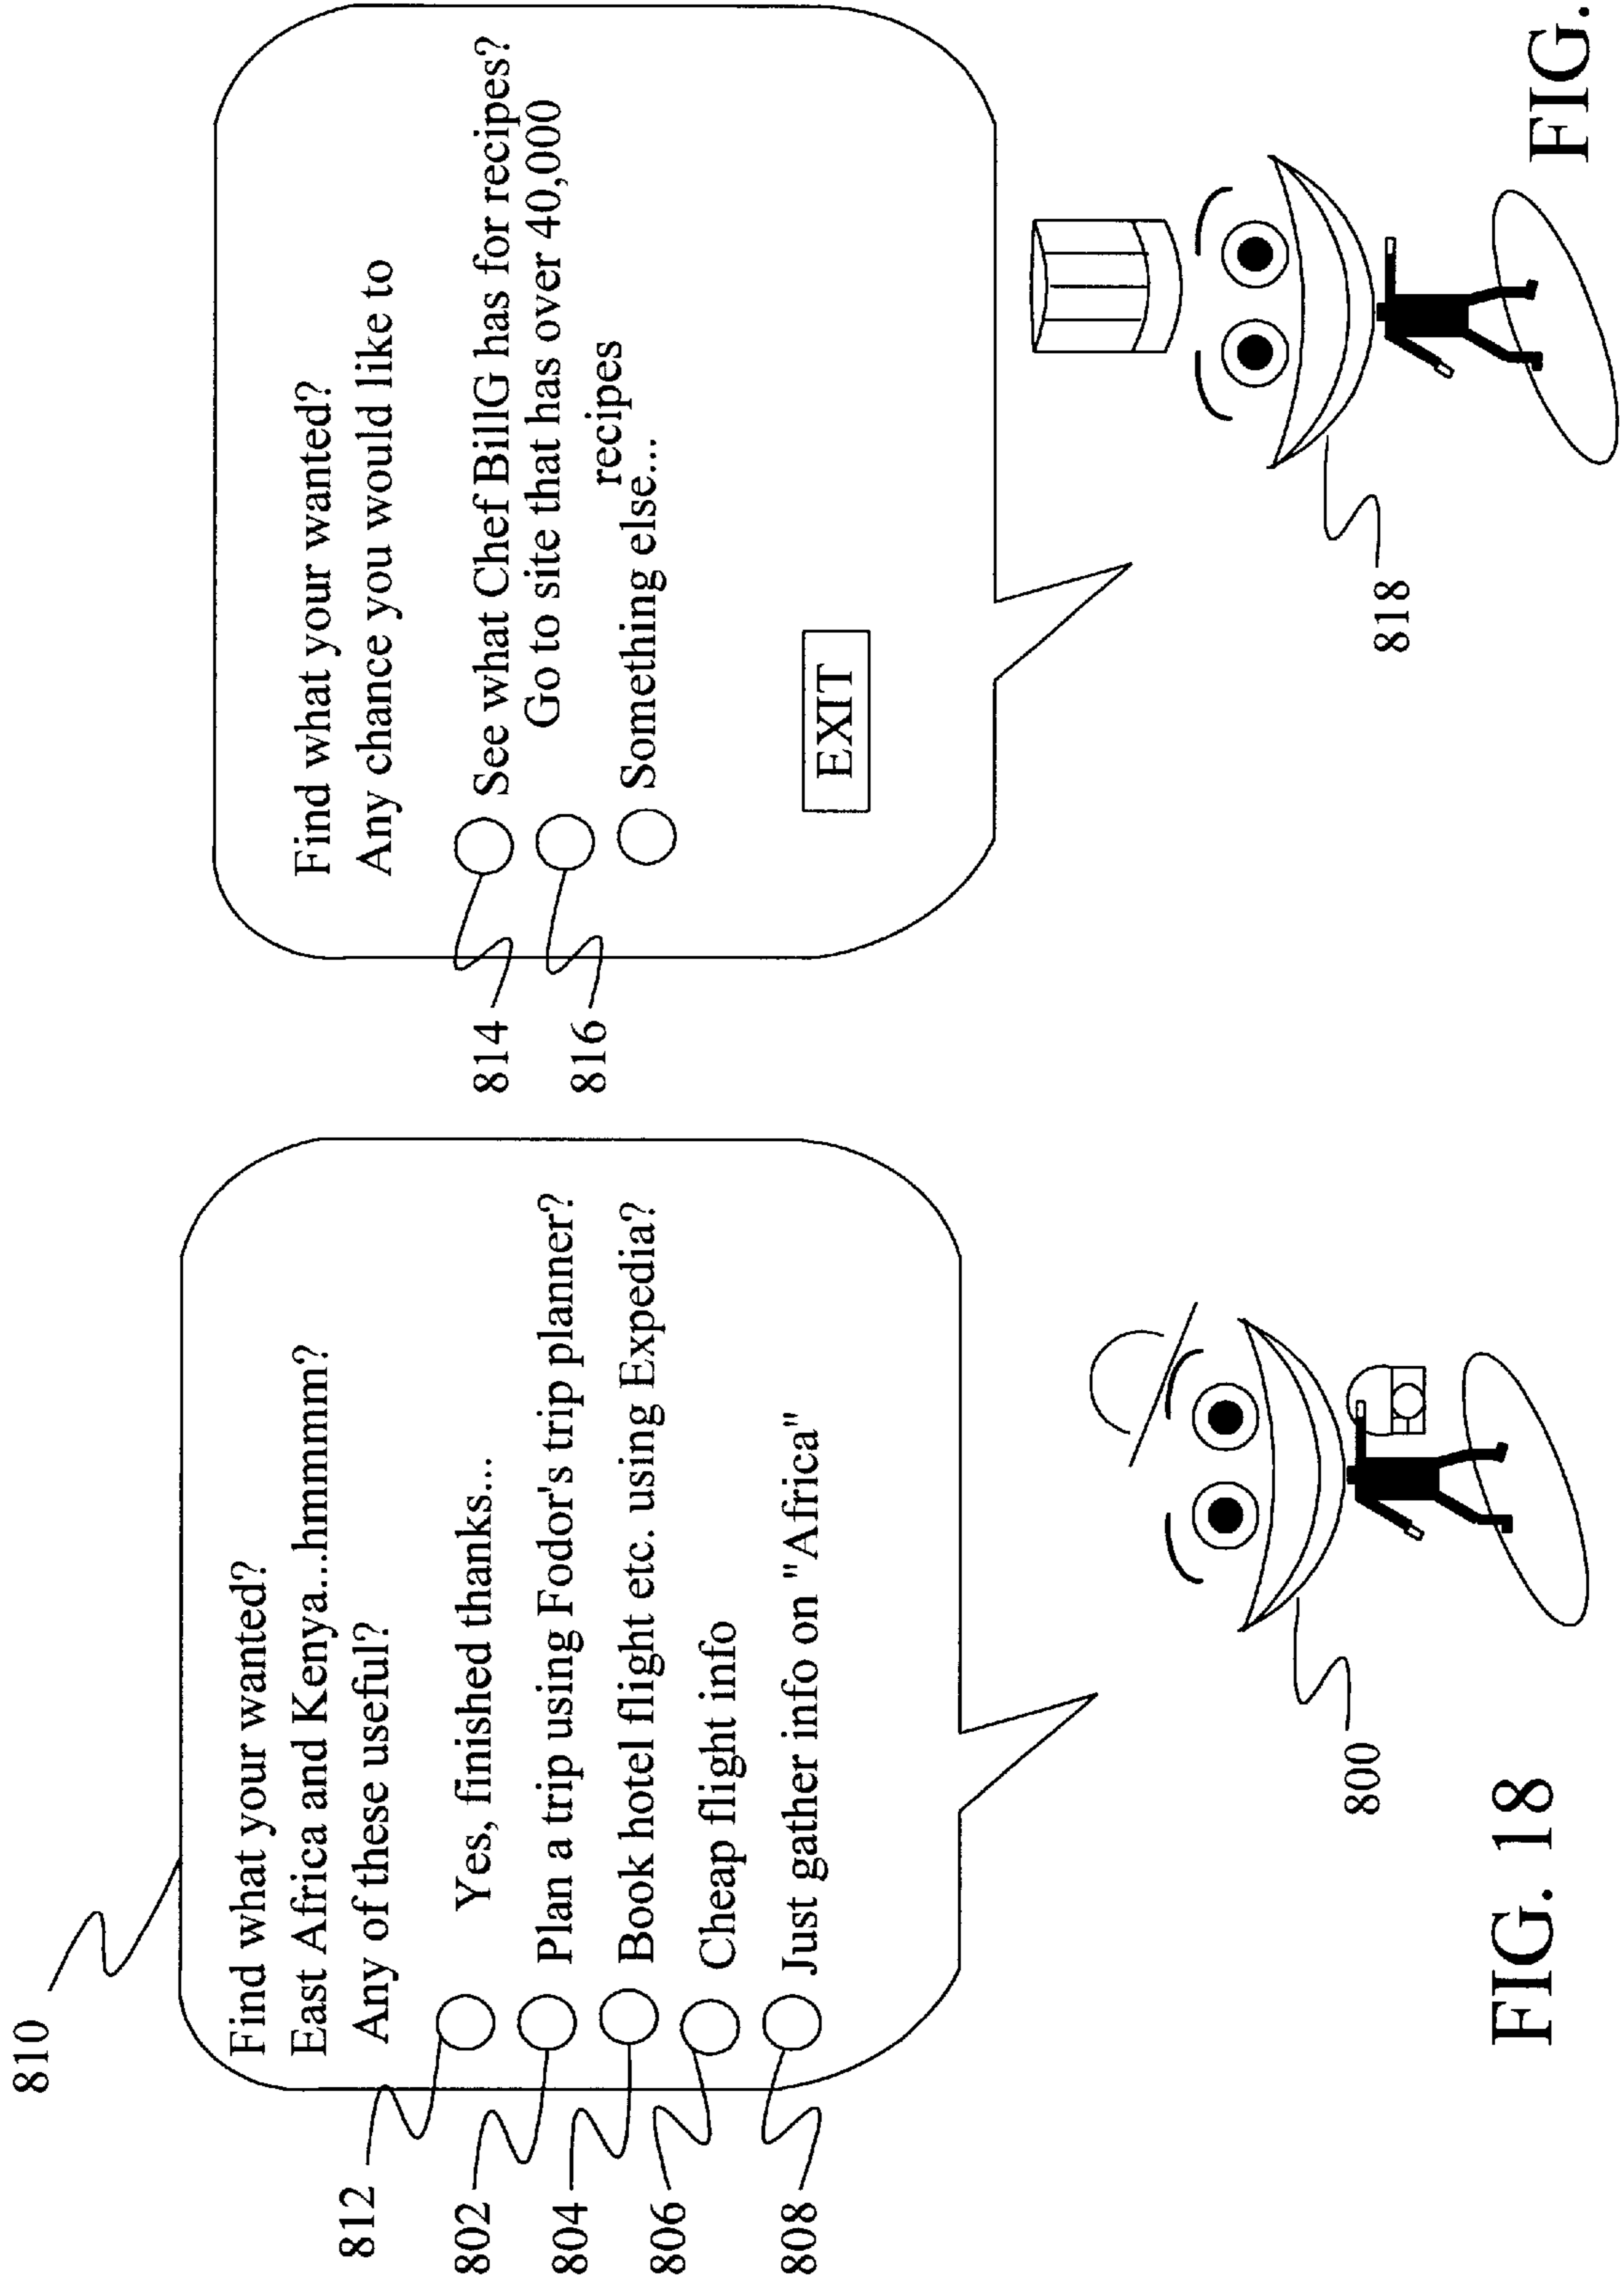 810
Find what your wanted?
East Africa and Kenya...hmmmm?
Any of these useful?
812
Yes, finished thanks...
802
Plan a trip using Fodor's trip planner?
804
Book hotel flight etc. using Expedia?
806
Cheap flight info
808
Just gather info on "Africa"
800
FIG. 18
Find what your wanted?
Any chance you would like to
814
See what Chef BillG has for recipes?
816
Go to site that has over 40,000
recipes
Something else...
EXIT
818
FIG.